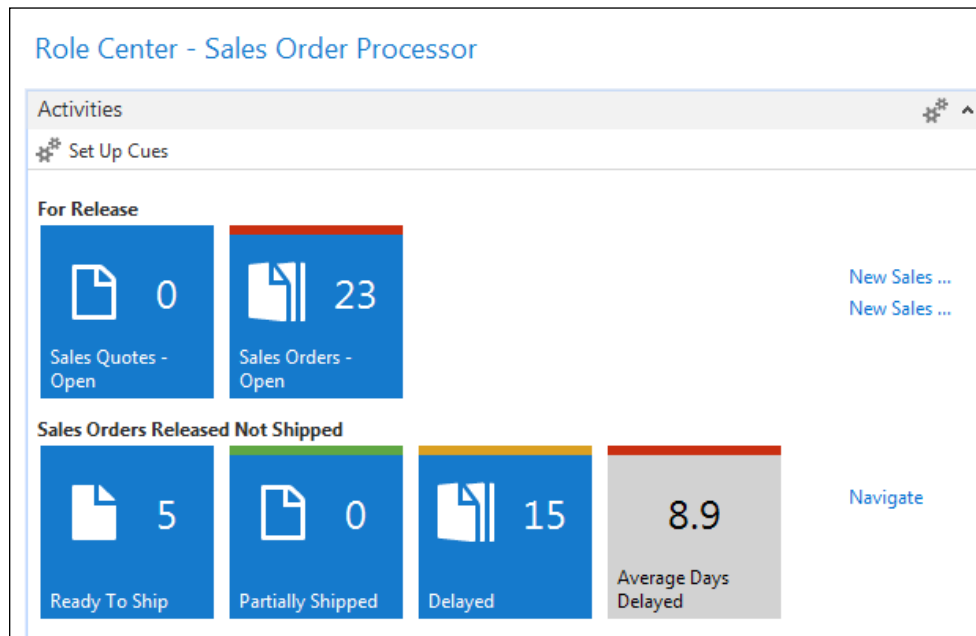 Role Center - Sales Order Processor
Activities
Set Up Cues
For Release
0
Sales Quotes -
Open
23
Sales Orders -
Open
New Sales ...
New Sales ...
Sales Orders Released Not Shipped
5
Ready To Ship
0
Partially Shipped
15
Delayed
8.9
Average Days
Delayed
Navigate